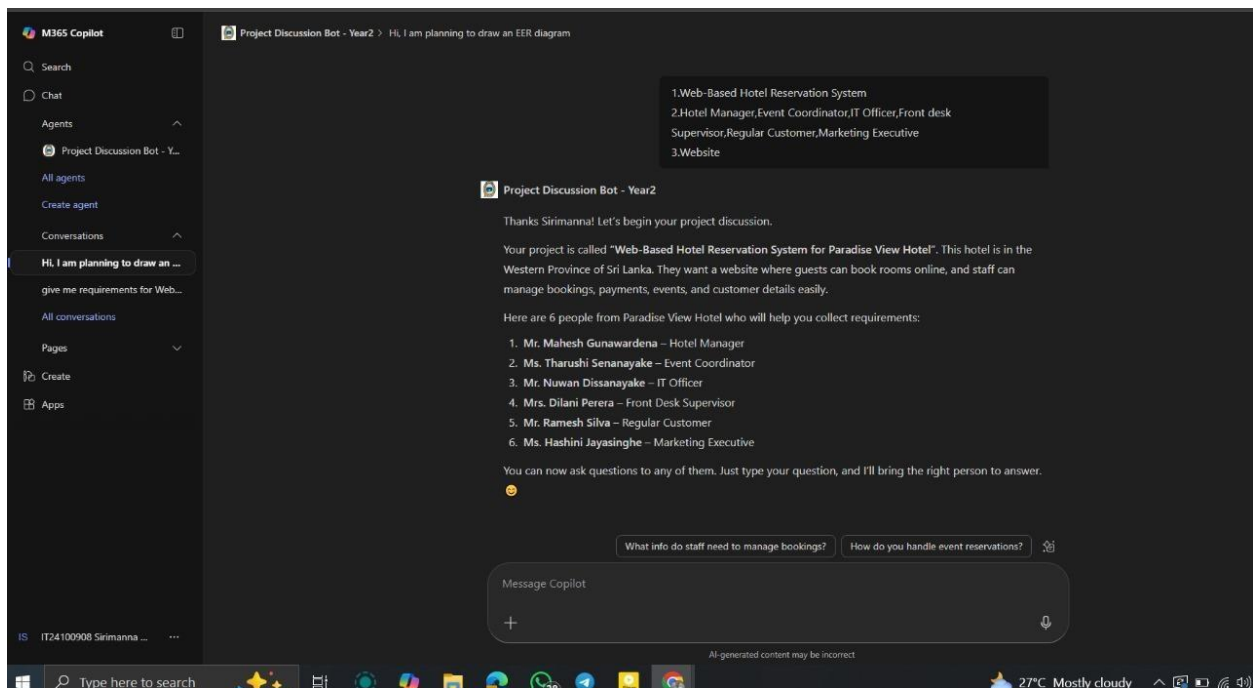 M365 Copilot
Search
Chat
Agents
Project Discussion Bot - Y...
All agents
Create agent
Conversations
Hi, I am planning to draw an ...
give me requirements for Web...
All conversations
Pages
Create
Apps
IS IT24100908 Sirimanna ... ...
Project Discussion Bot - Year2 > Hi, I am planning to draw an EER diagram
1.Web-Based Hotel Reservation System
2.Hotel Manager,Event Coordinator,IT Officer,Front desk
Supervisor,Regular Customer,Marketing Executive
3.Website
Project Discussion Bot - Year2
Thanks Sirimanna! Let's begin your project discussion.
Your project is called "Web-Based Hotel Reservation System for Paradise View Hotel". This hotel is in the
Western Province of Sri Lanka. They want a website where guests can book rooms online, and staff can
manage bookings, payments, events, and customer details easily.
Here are 6 people from Paradise View Hotel who will help you collect requirements:
1. Mr. Mahesh Gunawardena – Hotel Manager
2. Ms. Tharushi Senanayake – Event Coordinator
3. Mr. Nuwan Dissanayake – IT Officer
4. Mrs. Dilani Perera – Front Desk Supervisor
5. Mr. Ramesh Silva – Regular Customer
6. Ms. Hashini Jayasinghe – Marketing Executive
You can now ask questions to any of them. Just type your question, and I'll bring the right person to answer.
What info do staff need to manage bookings? How do you handle event reservations?
Message Copilot
AI-generated content may be incorrect
Type here to search
27°C Mostly cloudy